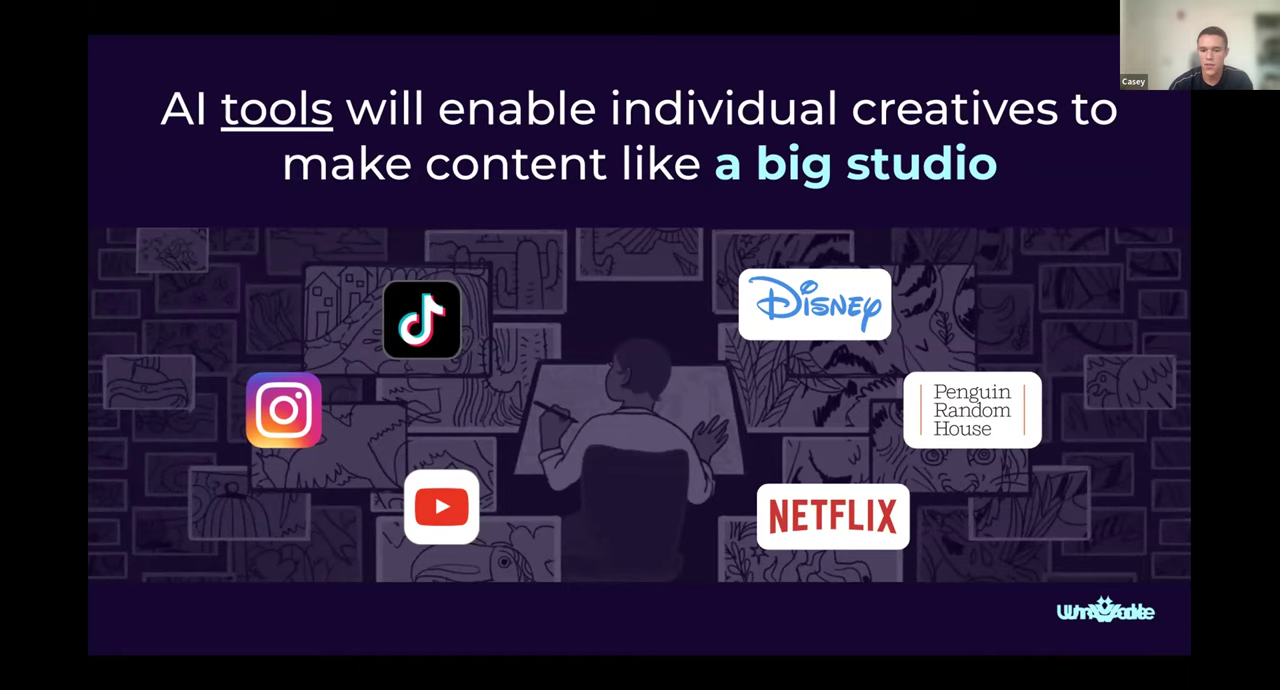 AI tools will enable individual creatives to
make content like a big studio
Casey
Disney
Penguin
Random
House
NETFLIX